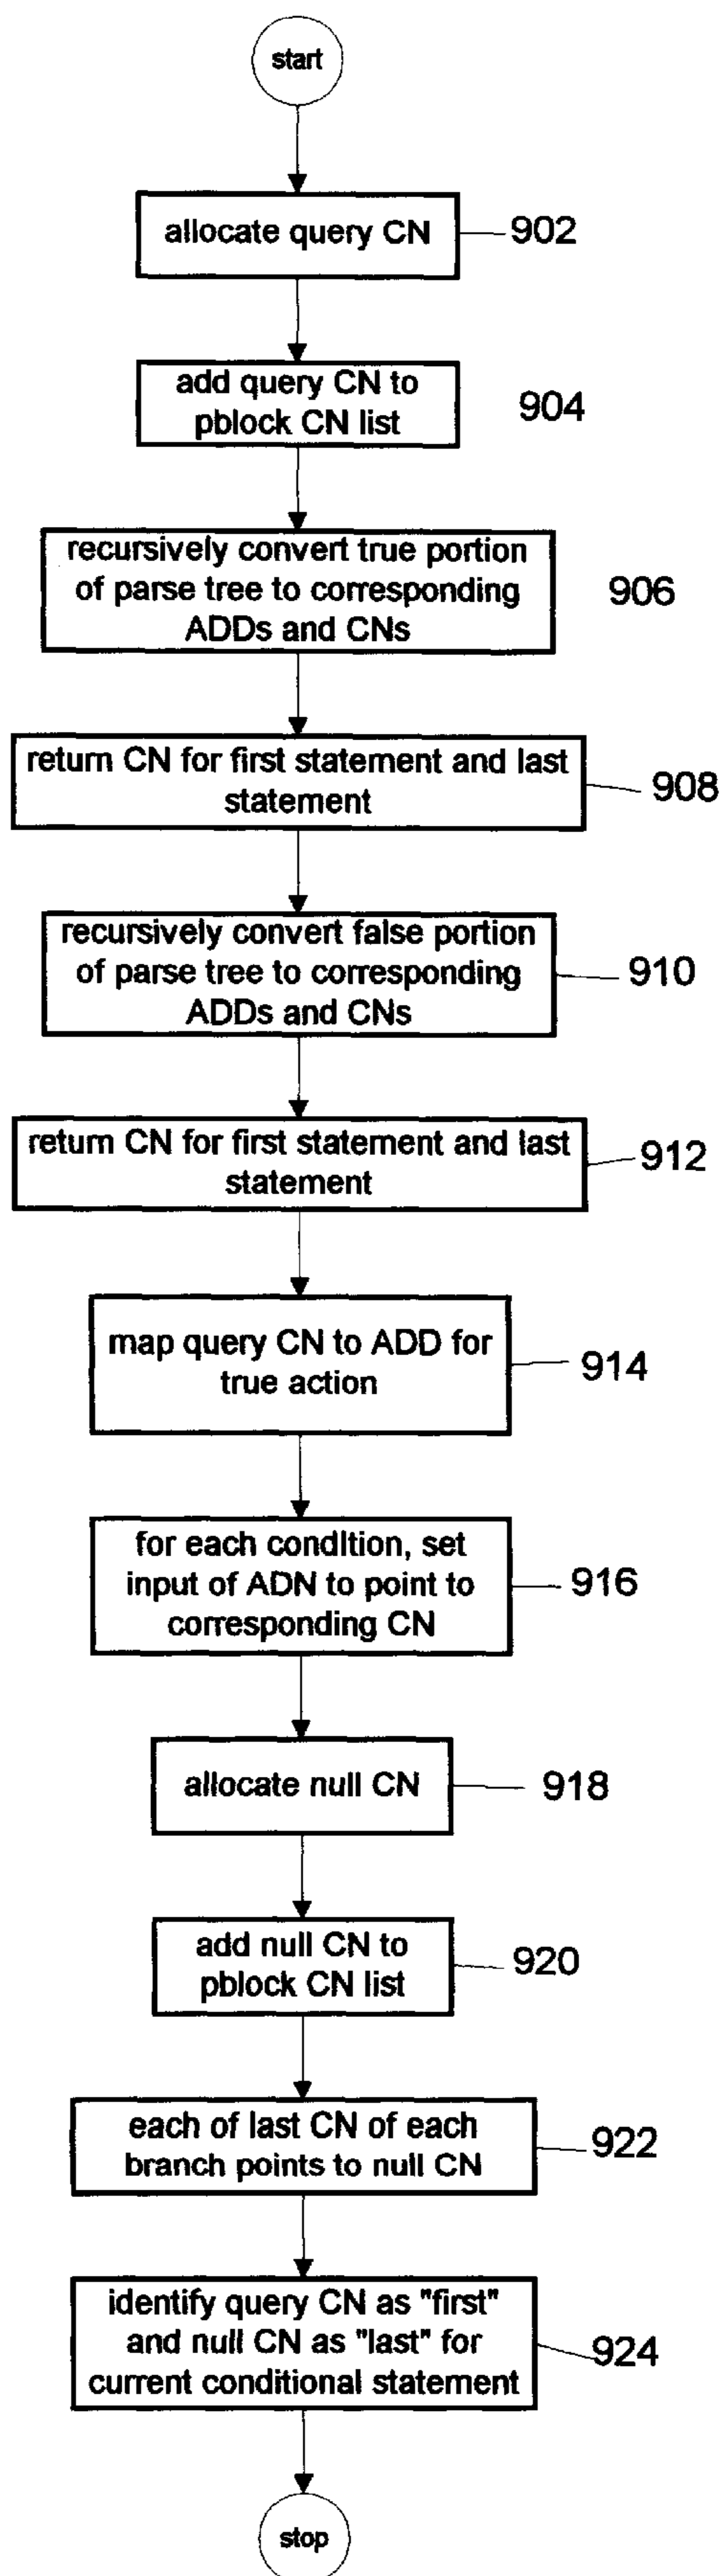 start
allocate query CN
902
add query CN to
pblock CN list
904
recursively convert true portion
of parse tree to corresponding
ADDs and CNs
906
return CN for first statement and last
statement
908
recursively convert false portion
of parse tree to corresponding
ADDs and CNs
910
return CN for first statement and last
statement
912
map query CN to ADD for
true action
914
for each condition, set
input of ADN to point to
corresponding CN
916
allocate null CN
918
add null CN to
pblock CN list
920
each of last CN of each
branch points to null CN
922
identify query CN as "first"
and null CN as "last" for
current conditional statement
924
stop